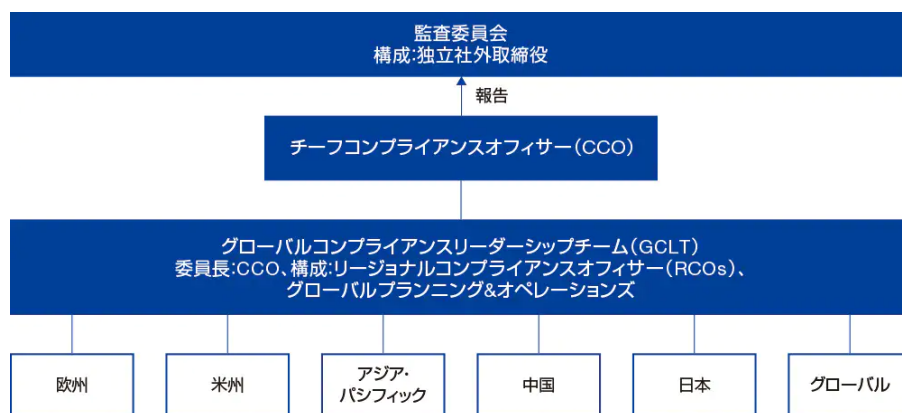 監査委員会
構成:独立社外取締役
報告
チーフコンプライアンスオフィサー(CCO)
グローバルコンプライアンスリーダーシップチーム(GCLT)
委員長:CCO、構成:リージョナルコンプライアンスオフィサー(RCOs)、
グローバルプランニング&オペレーションズ
欧州
米州
アジア・
パシフィック
中国
日本
グローバル